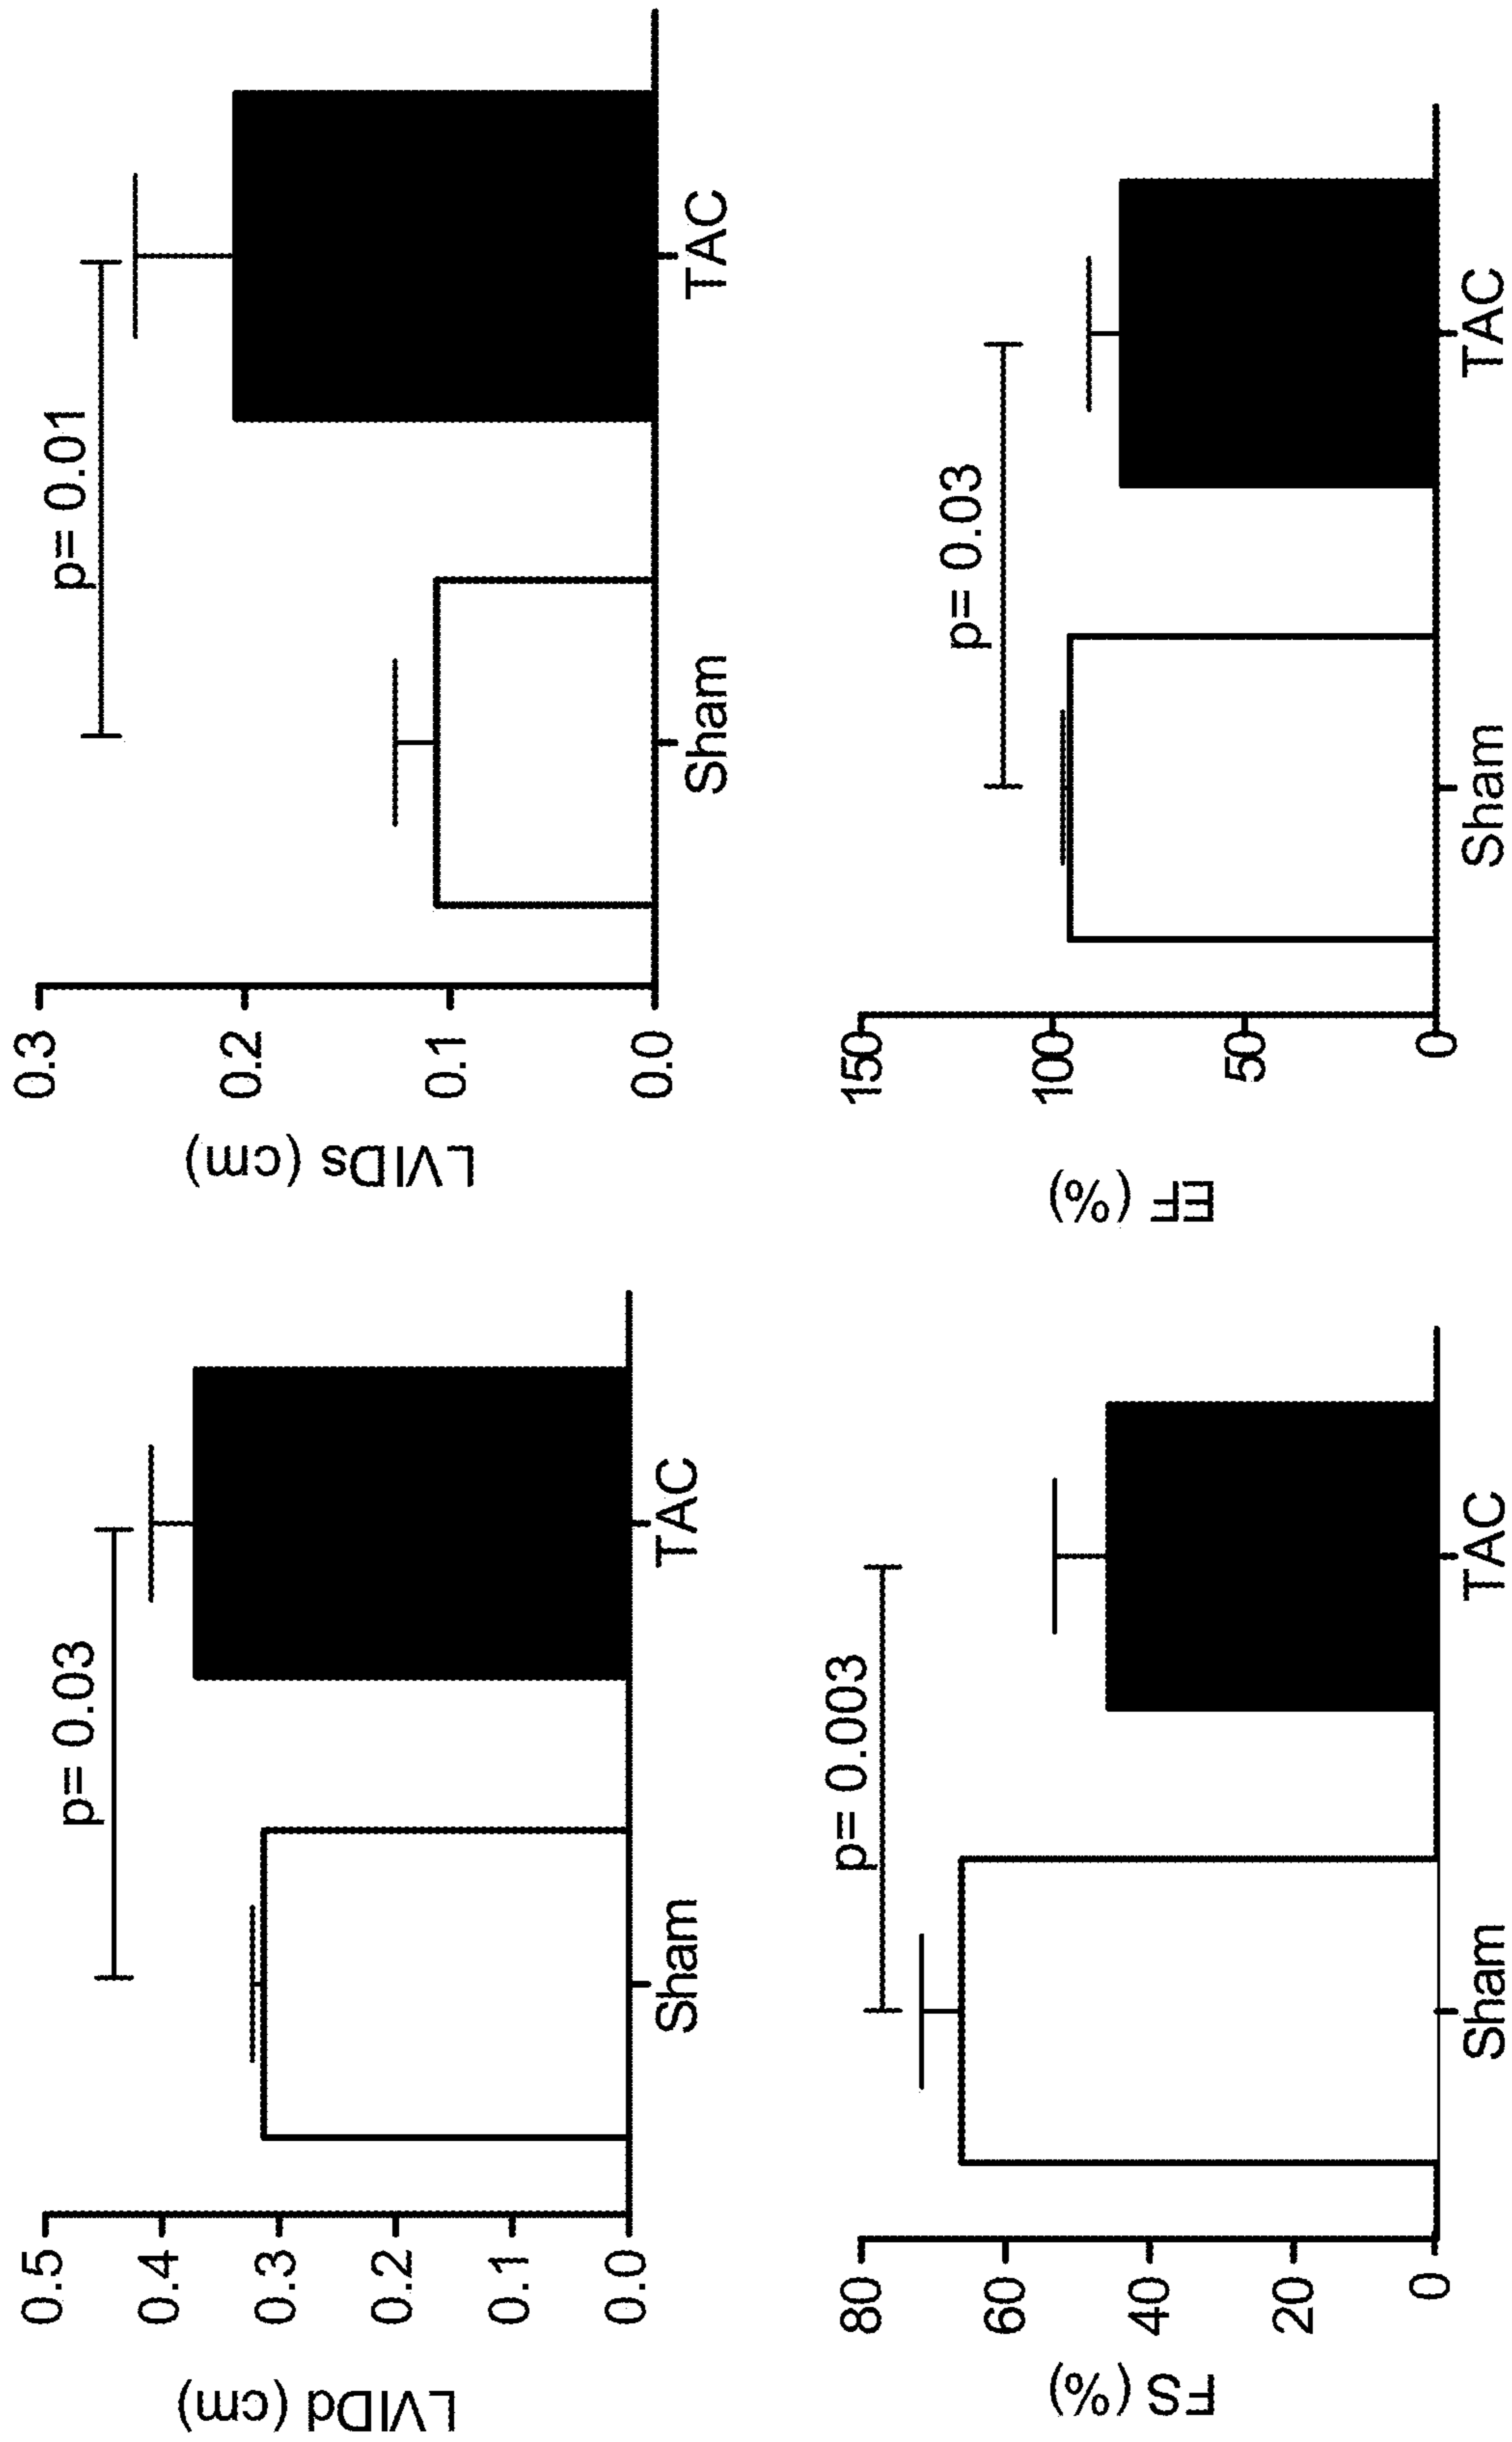 LVIDd (cm)
0.5
0.4
0.3
0.2
0.1
0.0
p= 0.03
Sham
TAC
LVIDs (cm)
0.3
0.2
0.1
0.0
p= 0.01
Sham
TAC
FS (%)
80
60
40
20
0
p= 0.003
Sham
TAC
EF (%)
150
100
50
0
p= 0.03
Sham
TAC